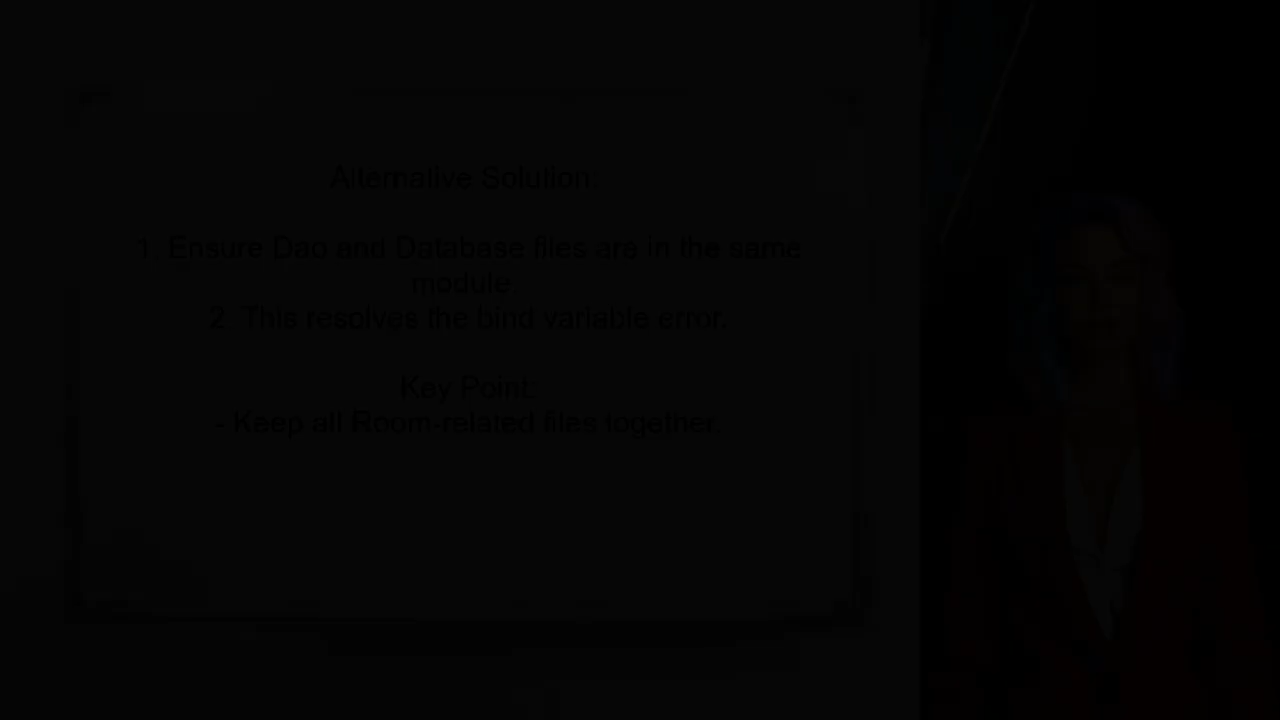 Alternative Solution:
1. Ensure Dao and Database files are in the same
module.
2. This resolves the bind variable error.
Key Point:
- Keep all Room-related files together.